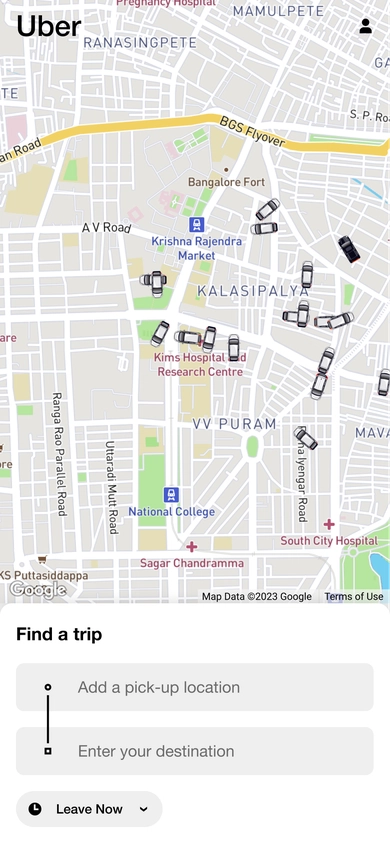 Pregnancy Hospital
MAMULPETE
Uber
RANASINGPETE
GA
TE
S. P. Roa
BGS Flyover
an Road
Bangalore Fort
A V Road
Krishna Rajendra
Market
KALASIPALYA
are
Kims Hospital and
Research Centre
Ranga Rao Parallel Road
VV PURAM
MAVA
Uttaradi Mutt Road
ma Iyengar Road
ore
National College
South City Hospital
Sagar Chandramma
KS Puttasiddappa
Google
Map Data ©2023 Google
Terms of Use
Find a trip
Add a pick-up location
Enter your destination
Leave Now